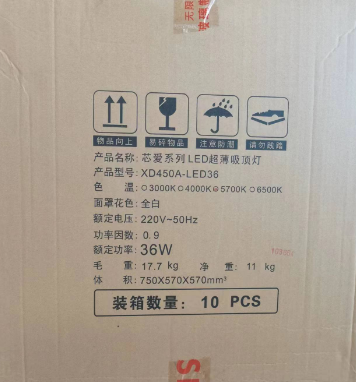 无限
物品向上 易碎物品 注意防潮 请勿踩踏
产品名称:芯爱系列LED超薄吸顶灯
产品型号:XD450A-LED36
色 温:○3000K○4000K○5700K○6500K
面罩花色:全白
额定电压:220V~50Hz
功率因数:0.9
额定功率:36W
毛 重:17.7 kg 净 重:11 kg
体 积:750X570X570mm³
装箱数量:10 PCS